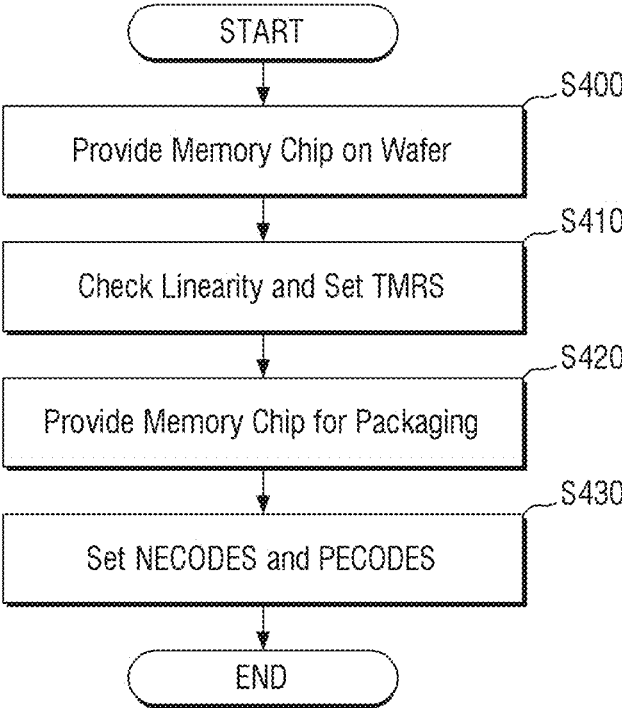 START
S400
Provide Memory Chip on Wafer
S410
Check Linearity and Set TMRS
S420
Provide Memory Chip for Packaging
S430
Set NECODES and PECODES
END